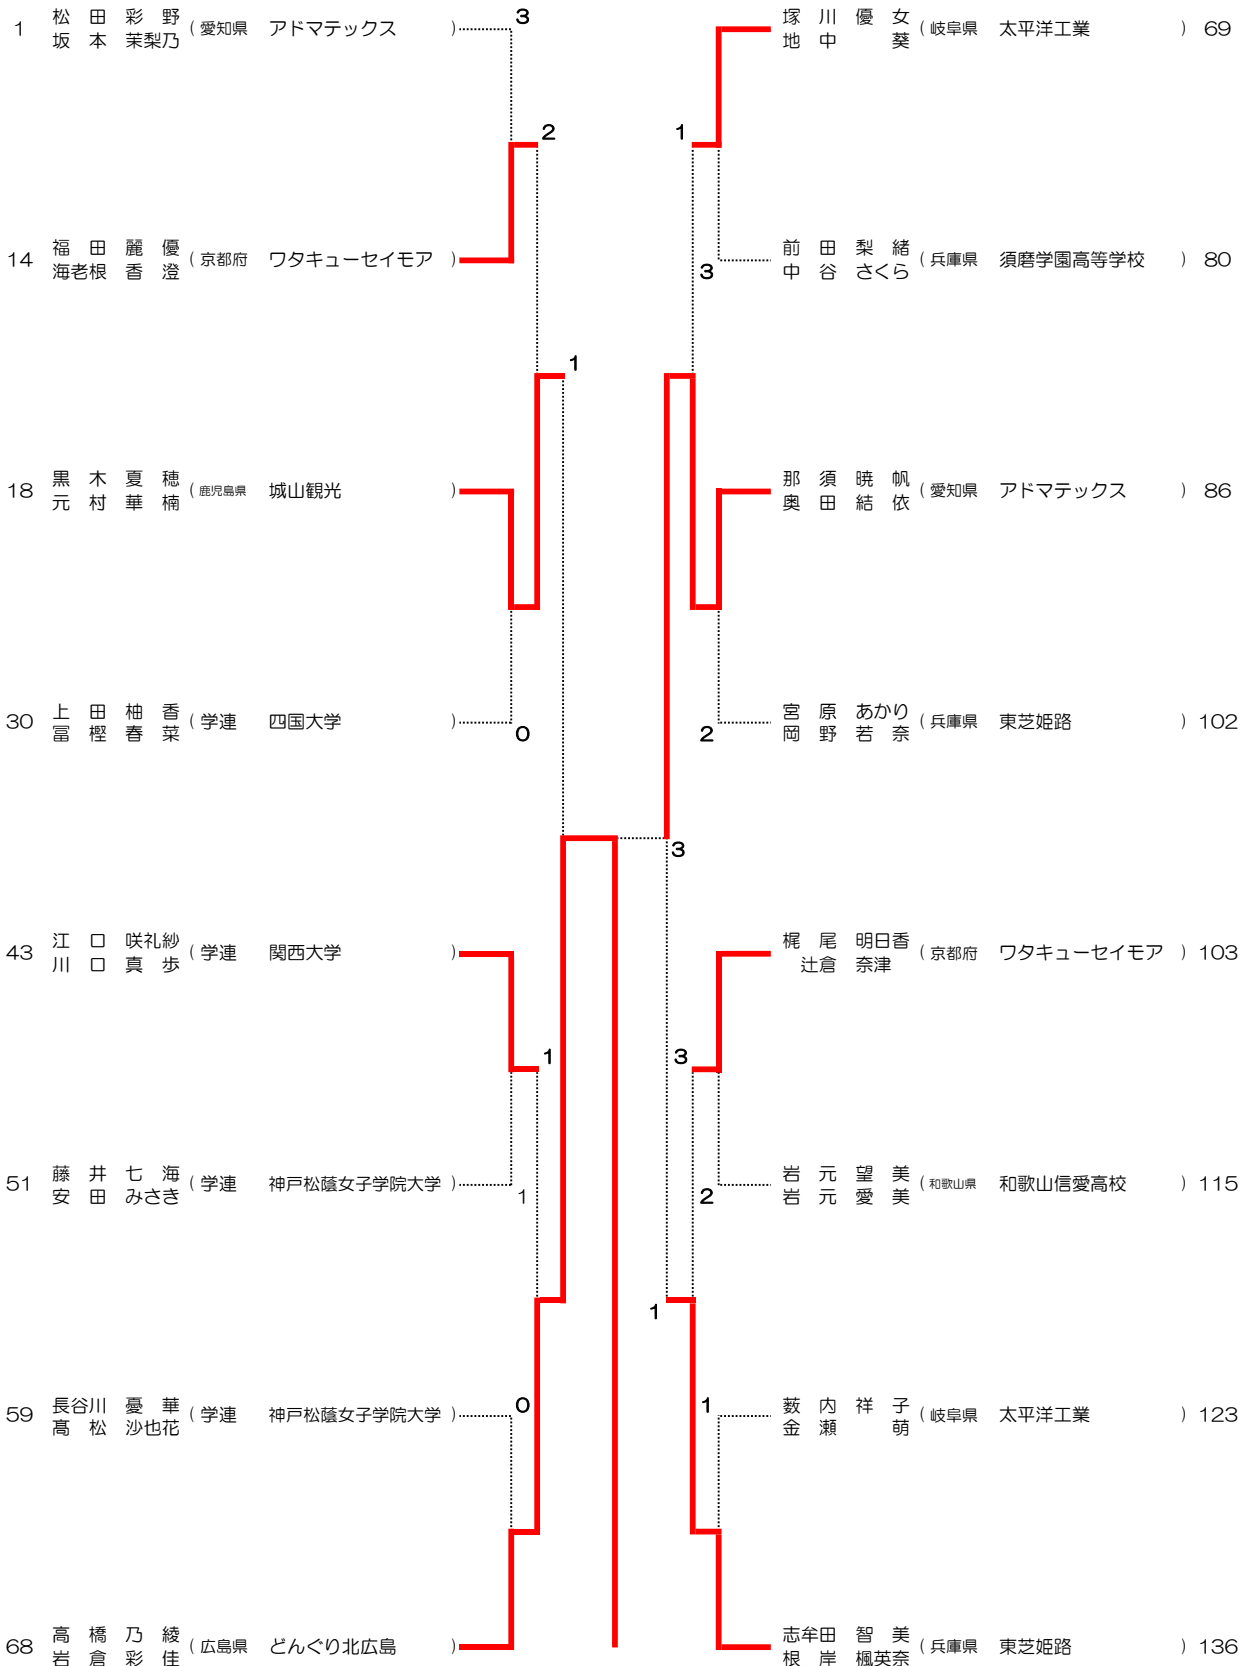 1 松田彩野 坂本茉梨乃 (愛知県 アドマテックス)
3
2
14 福田麗優 海老根香澄 (京都府 ワタキューセイモア)
1
18 黒木夏穂 元村華楠 (鹿児島県 城山観光)
30 上田柚香 冨樫春菜 (学連 四国大学)
0
43 江口咲礼紗 川口真歩 (学連 関西大学)
1
51 藤井七海 安田みさき (学連 神戸松蔭女子学院大学)
1
59 長谷川憂華 髙松沙也花 (学連 神戸松蔭女子学院大学)
0
68 高橋乃綾 岩倉彩佳 (広島県 どんぐり北広島)
塚川優女 地中葵 (岐阜県 太平洋工業) 69
1
前田梨緒 中谷さくら (兵庫県 須磨学園高等学校) 80
3
那須暁帆 奥田結依 (愛知県 アドマテックス) 86
宮原あかり 岡野若奈 (兵庫県 東芝姫路) 102
2
3
梶尾明日香 辻倉奈津 (京都府 ワタキューセイモア) 103
3
岩元望美 岩元愛美 (和歌山県 和歌山信愛高校) 115
2
1
薮内祥子 金瀬萌 (岐阜県 太平洋工業) 123
1
志牟田智美 根岸楓英奈 (兵庫県 東芝姫路) 136